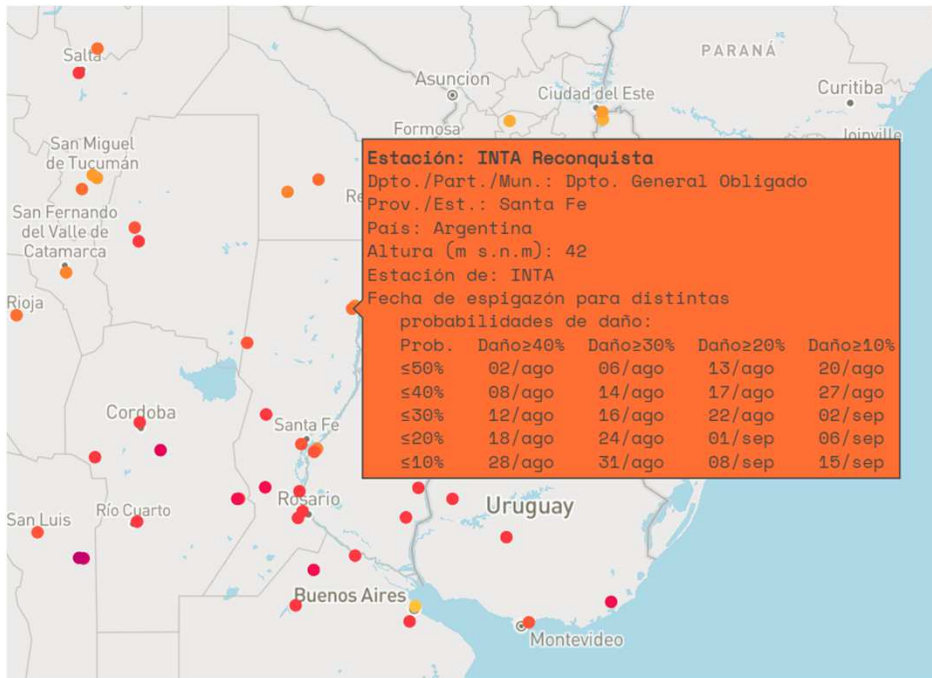 PARANÁ
Salta
Asuncion
Ciudad del Este
Curitiba
Formosa
Joinville
San Miguel
de Tucumán
Estación: INTA Reconquista
Dpto./Part./Mun.: Dpto. General Obligado
Prov./Est.: Santa Fe
País: Argentina
Altura (m s.n.m): 42
Estación de: INTA
Fecha de espigazón para distintas
probabilidades de daño:
Prob. Daño≥40% Daño≥30% Daño≥20% Daño≥10%
≤50% 02/ago 06/ago 13/ago 20/ago
≤40% 08/ago 14/ago 17/ago 27/ago
≤30% 12/ago 16/ago 22/ago 02/sep
≤20% 18/ago 24/ago 01/sep 06/sep
≤10% 28/ago 31/ago 08/sep 15/sep
Re
San Fernando
del Valle de
Catamarca
Rioja
Cordoba
Santa Fe
Rosario
Uruguay
San Luis
Río Cuarto
Buenos Aires
Montevideo